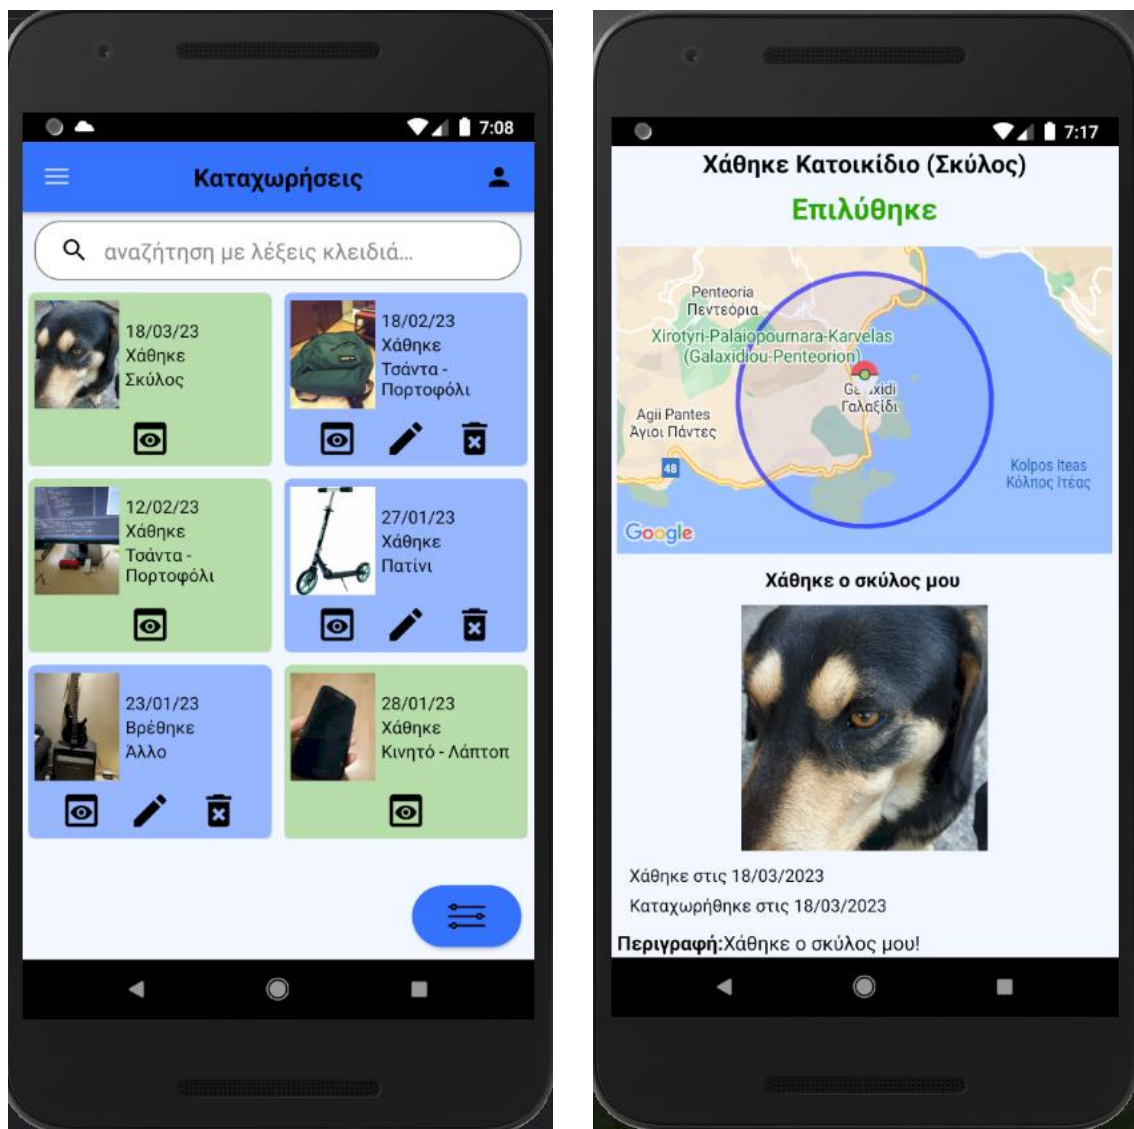 7:08
Καταχωρήσεις
αναζήτηση με λέξεις κλειδιά...
18/03/23
Χάθηκε
Σκύλος
18/02/23
Χάθηκε
Τσάντα -
Πορτοφόλι
12/02/23
Χάθηκε
Τσάντα -
Πορτοφόλι
27/01/23
Χάθηκε
Πατίνι
23/01/23
Βρέθηκε
Άλλο
28/01/23
Χάθηκε
Κινητό - Λάπτοπ
7:17
Χάθηκε Κατοικίδιο (Σκύλος)
Επιλύθηκε
Penteoria
Πεντεόρια
Xirotyri-Palaiopournara-Karvelas
(Galaxidiou-Penteorion)
Γαλαξίδι
Agii Pantes
Άγιοι Πάντες
48
Kolpos Iteas
Κόλπος Ιτέας
Google
Χάθηκε ο σκύλος μου
Χάθηκε στις 18/03/2023
Καταχωρήθηκε στις 18/03/2023
Περιγραφή:Χάθηκε ο σκύλος μου!